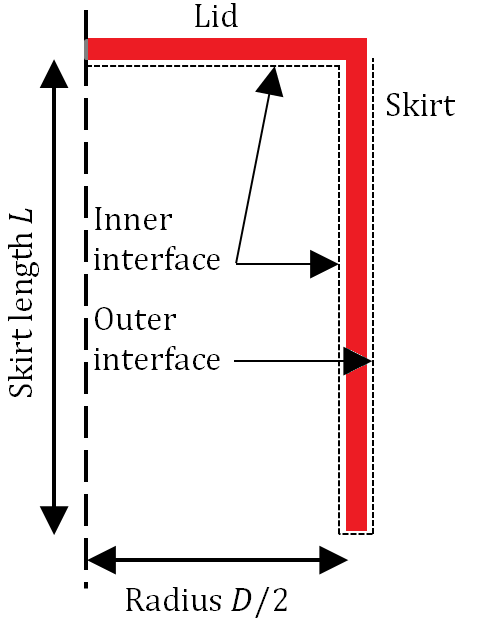 Lid
Skirt
Inner
interface
Outer
interface
Skirt length L
Radius D/2